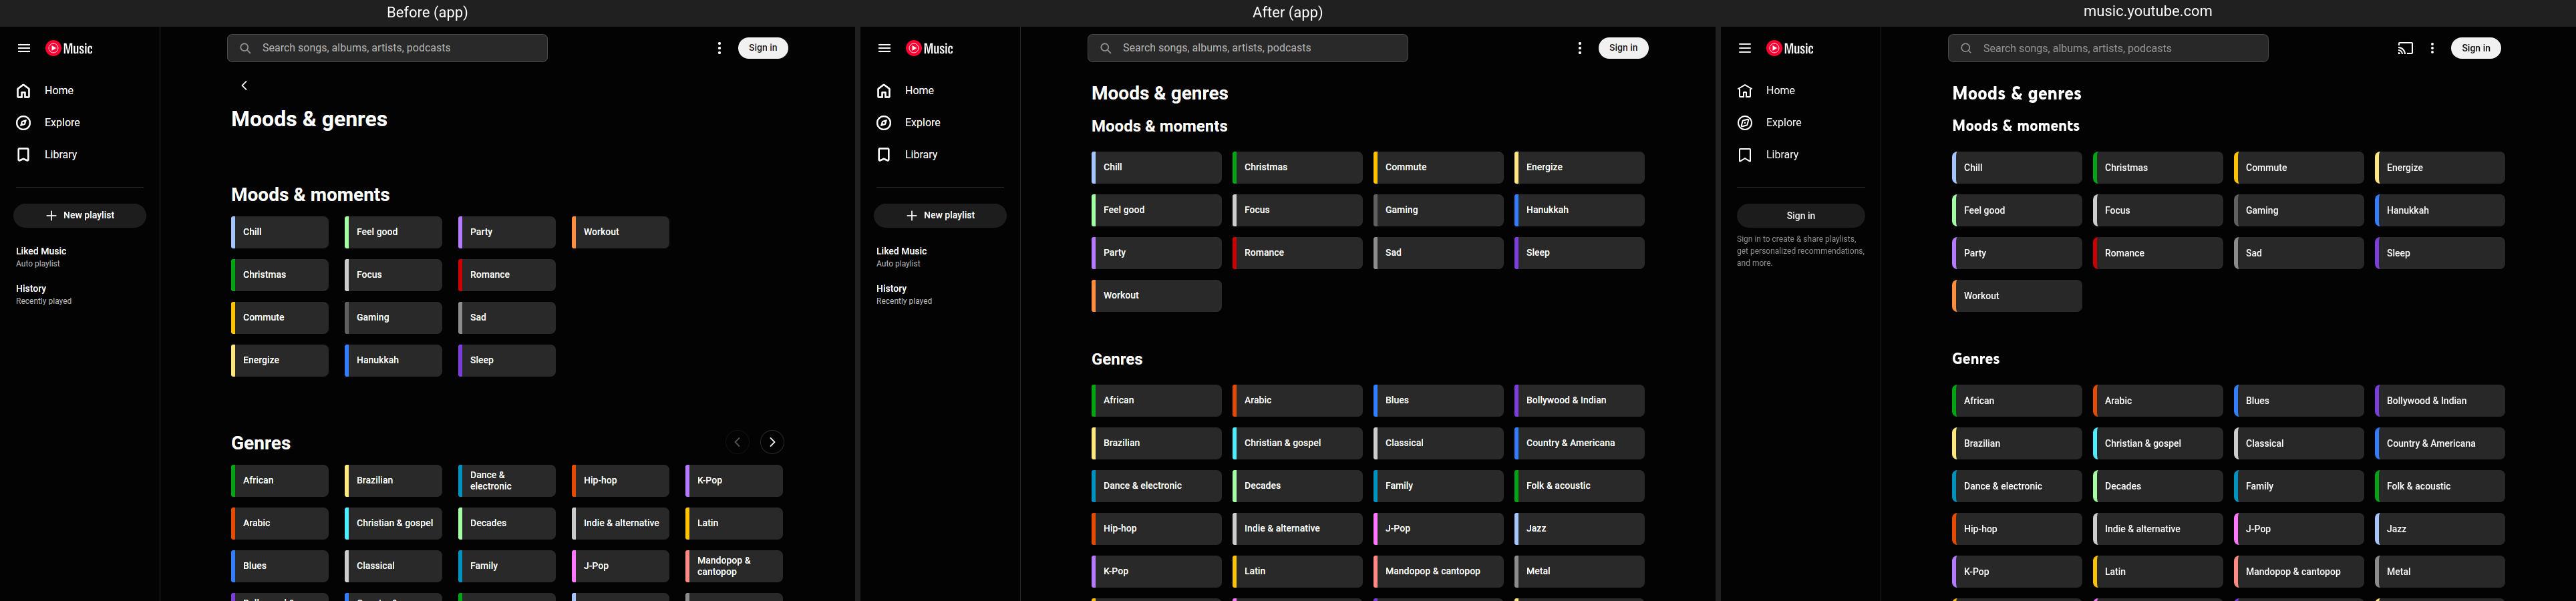 Before (app)
Music
Search songs, albums, artists, podcasts
Sign in
Home
Explore
Library
New playlist
Liked Music
Auto playlist
History
Recently played
Moods & genres
Moods & moments
Chill
Feel good
Party
Workout
Christmas
Focus
Romance
Commute
Gaming
Sad
Energize
Hanukkah
Sleep
Genres
African
Brazilian
Dance &
electronic
Hip-hop
K-Pop
Arabic
Christian & gospel
Decades
Indie & alternative
Latin
Blues
Classical
Family
J-Pop
Mandopop &
cantopop
After (app)
Music
Search songs, albums, artists, podcasts
Sign in
Home
Explore
Library
New playlist
Liked Music
Auto playlist
History
Recently played
Moods & genres
Moods & moments
Chill
Christmas
Commute
Energize
Feel good
Focus
Gaming
Hanukkah
Party
Romance
Sad
Sleep
Workout
Genres
African
Arabic
Blues
Bollywood & Indian
Brazilian
Christian & gospel
Classical
Country & Americana
Dance & electronic
Decades
Family
Folk & acoustic
Hip-hop
Indie & alternative
J-Pop
Jazz
K-Pop
Latin
Mandopop & cantopop
Metal
music.youtube.com
Music
Search songs, albums, artists, podcasts
Sign in
Home
Explore
Library
Sign in
Sign in to create & share playlists,
get personalized recommendations,
and more.
Moods & genres
Moods & moments
Chill
Christmas
Commute
Energize
Feel good
Focus
Gaming
Hanukkah
Party
Romance
Sad
Sleep
Workout
Genres
African
Arabic
Blues
Bollywood & Indian
Brazilian
Christian & gospel
Classical
Country & Americana
Dance & electronic
Decades
Family
Folk & acoustic
Hip-hop
Indie & alternative
J-Pop
Jazz
K-Pop
Latin
Mandopop & cantopop
Metal